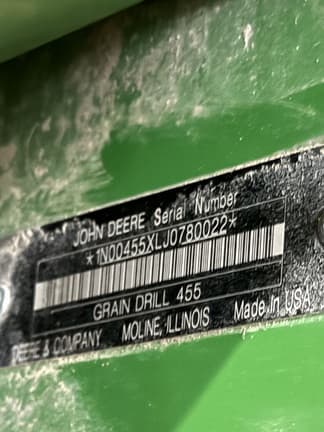 JOHN DEERE Serial Number
*1N00455XLJ0780022*
GRAIN DRILL 455
DEERE & COMPANY MOLINE, ILLINOIS Made In USA